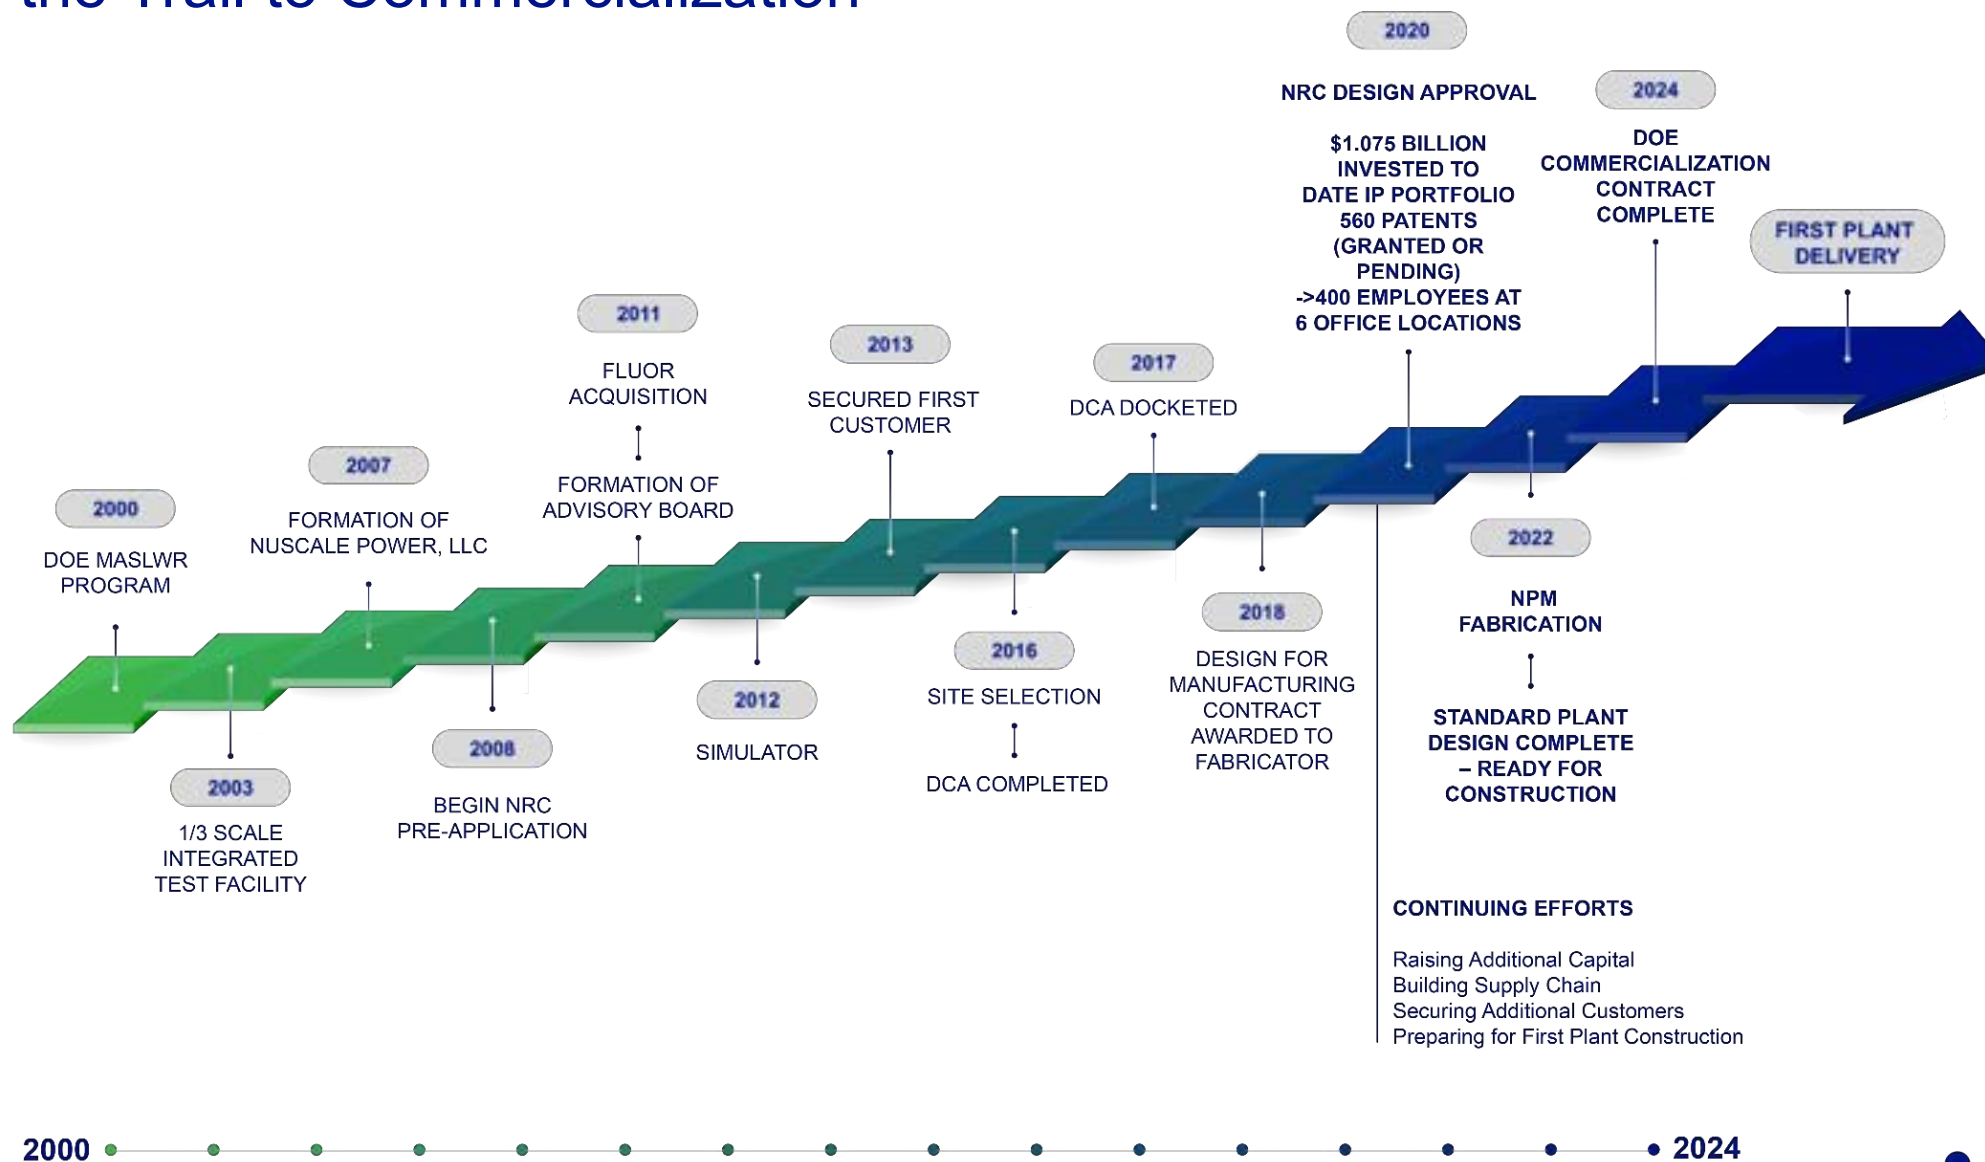 the Trail to Commercialization
2000
DOE MASLWR
PROGRAM
2003
1/3 SCALE
INTEGRATED
TEST FACILITY
2007
FORMATION OF
NUSCALE POWER, LLC
2008
BEGIN NRC
PRE-APPLICATION
2011
FLUOR
ACQUISITION
FORMATION OF
ADVISORY BOARD
2012
SIMULATOR
2013
SECURED FIRST
CUSTOMER
2016
SITE SELECTION
DCA COMPLETED
2017
DCA DOCKETED
2018
DESIGN FOR
MANUFACTURING
CONTRACT
AWARDED TO
FABRICATOR
2020
NRC DESIGN APPROVAL
$1.075 BILLION
INVESTED TO
DATE IP PORTFOLIO
560 PATENTS
(GRANTED OR
PENDING)
->400 EMPLOYEES AT
6 OFFICE LOCATIONS
2022
NPM
FABRICATION
STANDARD PLANT
DESIGN COMPLETE
– READY FOR
CONSTRUCTION
2024
DOE
COMMERCIALIZATION
CONTRACT
COMPLETE
FIRST PLANT
DELIVERY
CONTINUING EFFORTS
Raising Additional Capital
Building Supply Chain
Securing Additional Customers
Preparing for First Plant Construction
2000
2024